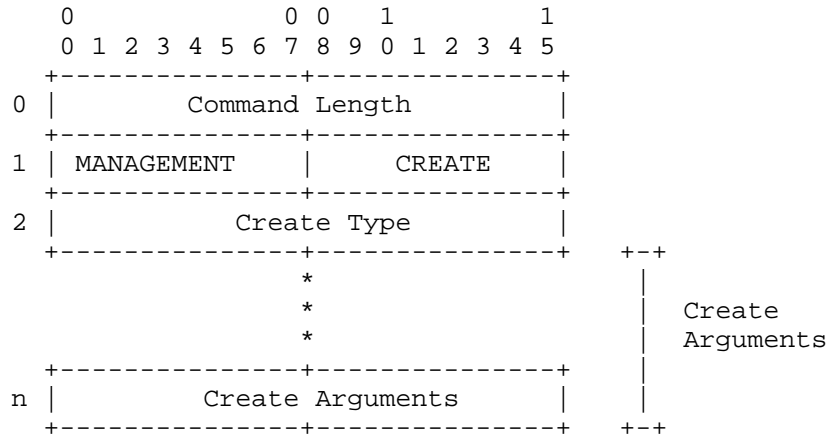 0 0 0 1 1
0 1 2 3 4 5 6 7 8 9 0 1 2 3 4 5
+---------------+---------------+
0 | Command Length |
+---------------+---------------+
1 | MANAGEMENT | CREATE |
+---------------+---------------+
2 | Create Type |
+---------------+---------------+ +-+
* |
* | Create
* | Arguments
+---------------+---------------+ |
n | Create Arguments | |
+---------------+---------------+ +-+